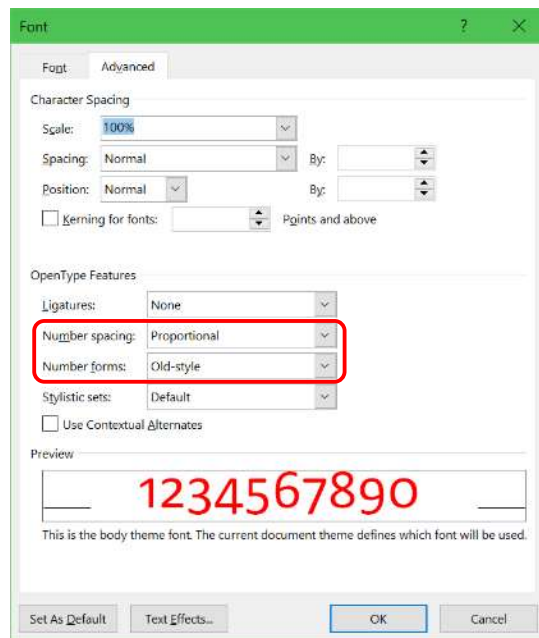 Font ? ×
Font Advanced
Character Spacing
Scale: 100%
Spacing: Normal By:
Position: Normal By:
Kerning for fonts: Points and above
OpenType Features
Ligatures: None
Number spacing: Proportional
Number forms: Old-style
Stylistic sets: Default
Use Contextual Alternates
Preview
1234567890
This is the body theme font. The current document theme defines which font will be used.
Set As Default Text Effects... OK Cancel